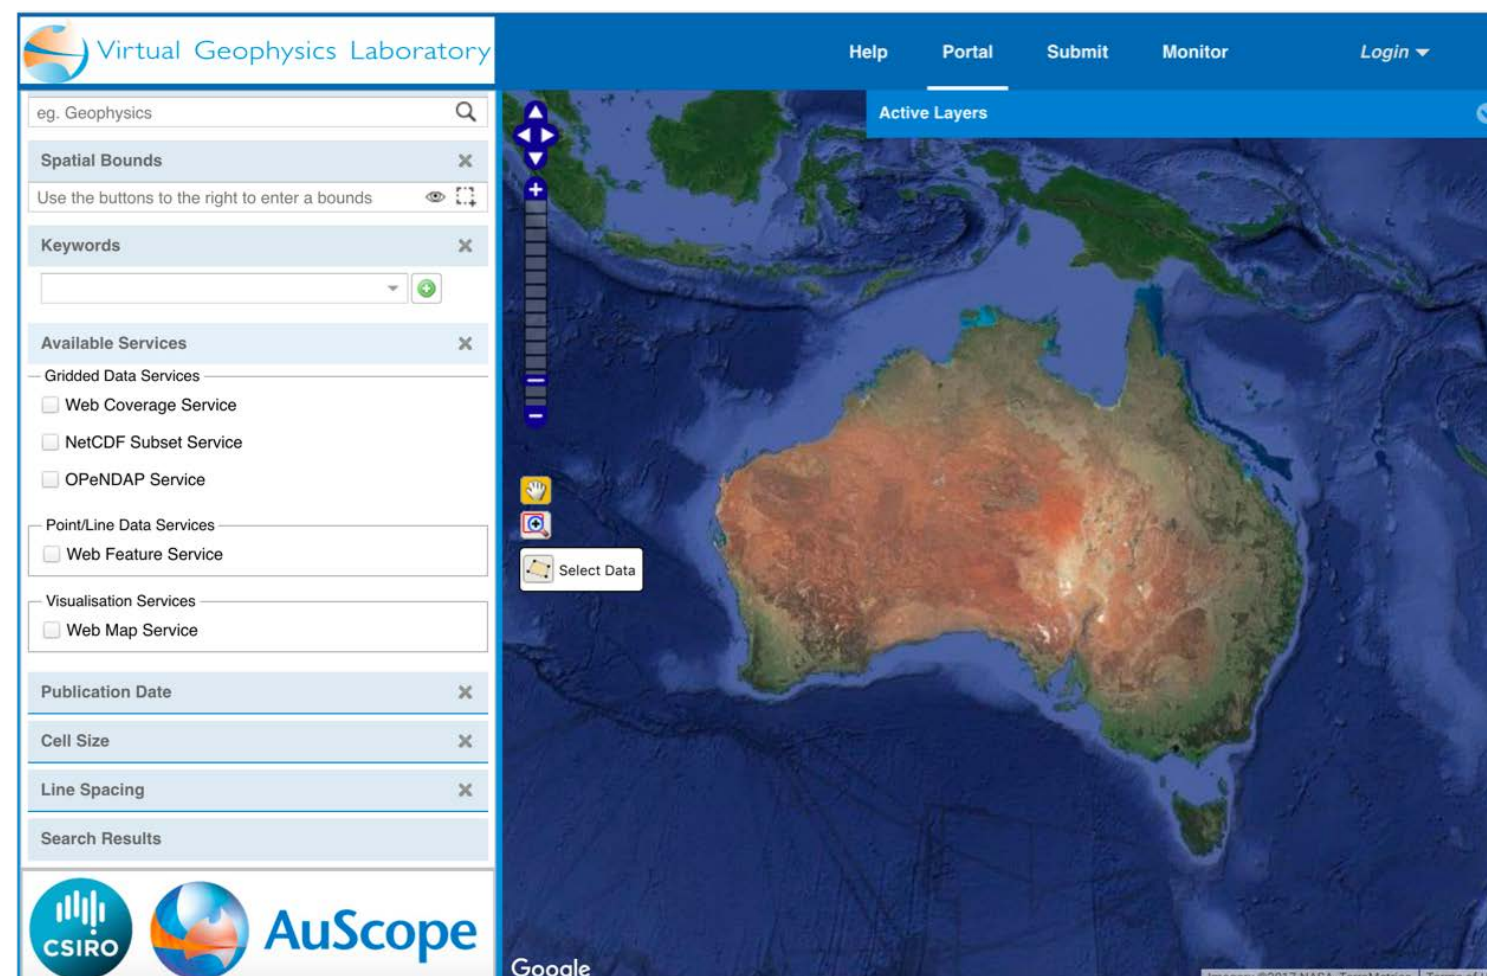 Virtual Geophysics Laboratory
Help Portal Submit Monitor Login
eg. Geophysics
Active Layers
Spatial Bounds
Use the buttons to the right to enter a bounds
Keywords
Available Services
Gridded Data Services
Web Coverage Service
NetCDF Subset Service
OPeNDAP Service
Point/Line Data Services
Web Feature Service
Select Data
Visualisation Services
Web Map Service
Publication Date
Cell Size
Line Spacing
Search Results
CSIRO
AuScope
Google